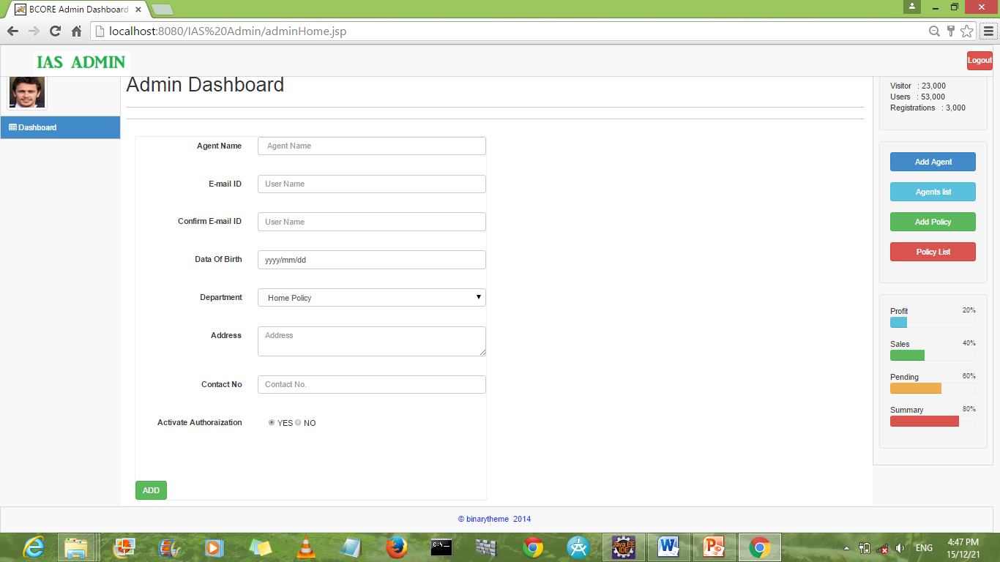 BCORE Admin Dashboard
localhost:8080/IAS%20Admin/adminHome.jsp
IAS ADMIN
Logout
Admin Dashboard
Dashboard
Agent Name Agent Name
E-mail ID User Name
Confirm E-mail ID User Name
Data Of Birth yyyy/mm/dd
Department Home Policy
Address Address
Contact No Contact No.
Activate Authoraization YES NO
ADD
Visitor : 23,000
Users : 53,000
Registrations : 3,000
Add Agent
Agents list
Add Policy
Policy List
Profit 20%
Sales 40%
Pending 60%
Summary 80%
© binarytheme 2014
Java EE
IDE
ENG
4:47 PM
15/12/21